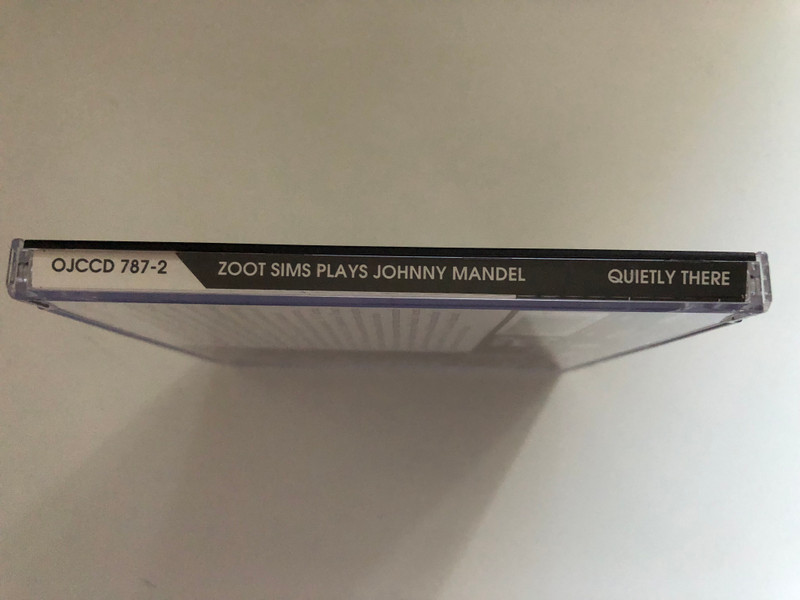 OJCCD 787-2 ZOOT SIMS PLAYS JOHNNY MANDEL QUIETLY THERE